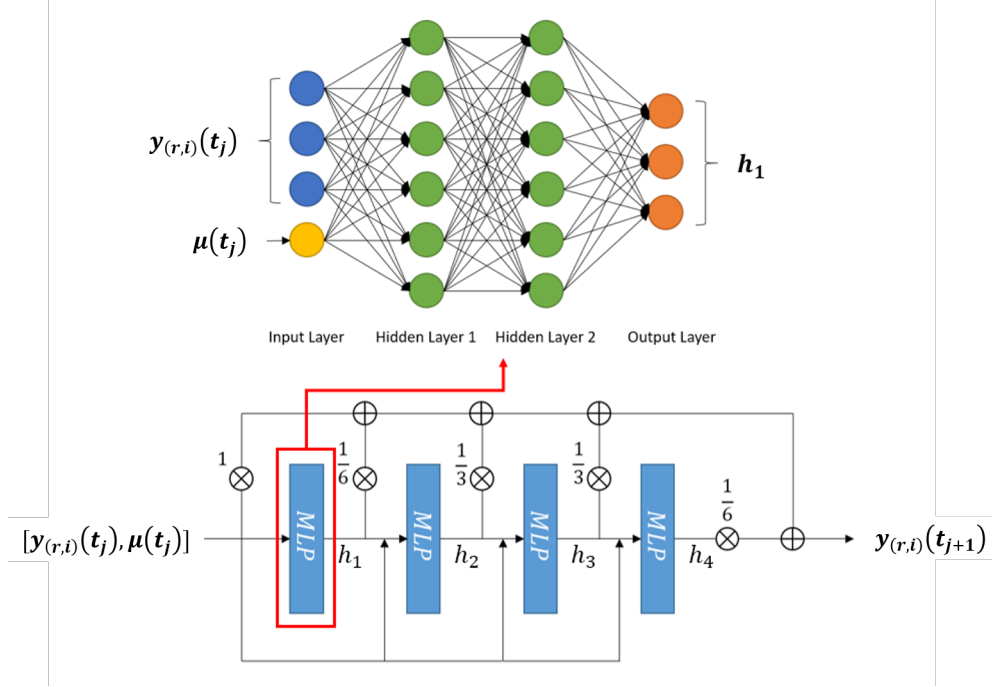 y(r,i)(tj)
h1
μ(tj)
Input Layer Hidden Layer 1 Hidden Layer 2 Output Layer
1 1/6 1/3 1/3 1/6
[y(r,i)(tj), μ(tj)] MLP h1 MLP h2 MLP h3 MLP h4 y(r,i)(tj+1)